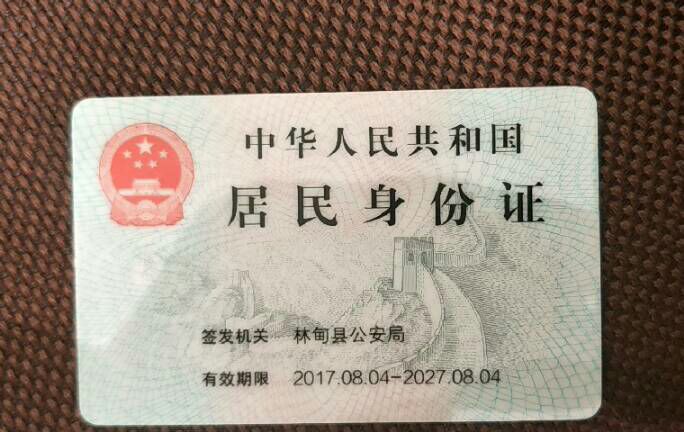 中华人民共和国
居民身份证
签发机关 林甸县公安局
有效期限 2017.08.04-2027.08.04